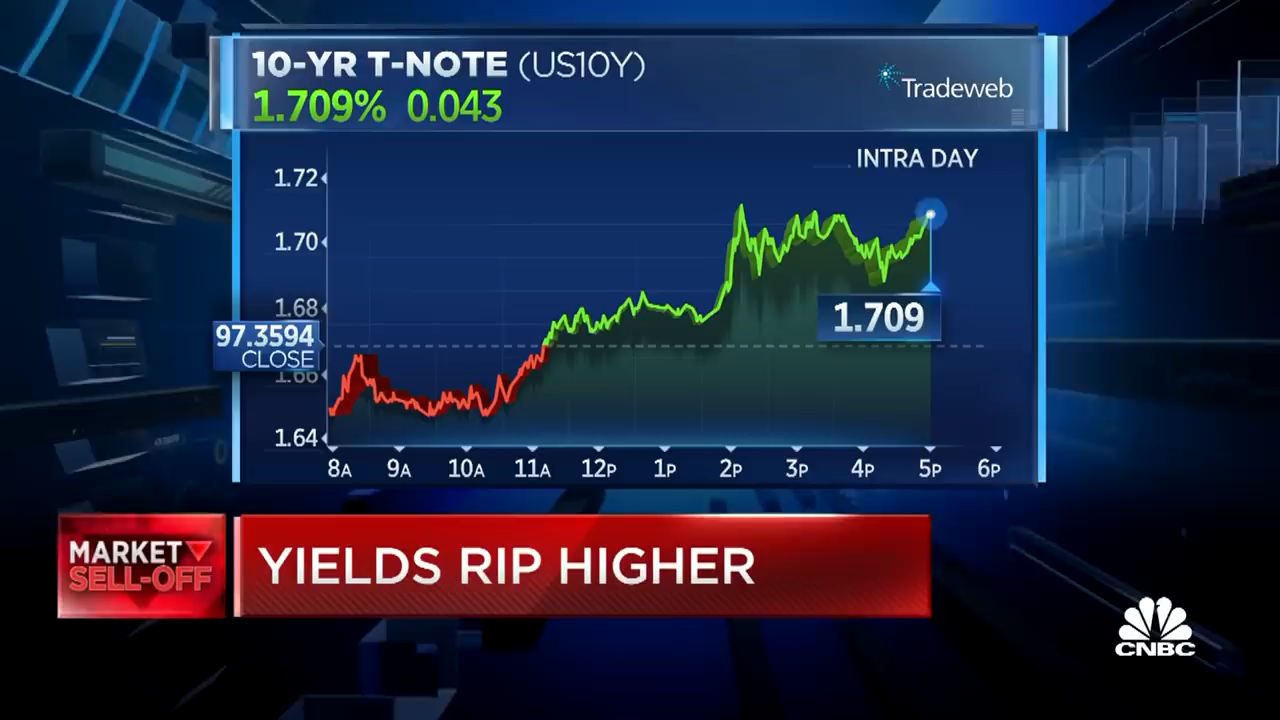 10-YR T-NOTE (US10Y)
1.709% 0.043
Tradeweb
INTRA DAY
1.72
1.70
1.68
97.3594
CLOSE
1.66
1.64
1.709
8A 9A 10A 11A 12P 1P 2P 3P 4P 5P 6P
MARKET
SELL-OFF
YIELDS RIP HIGHER
CNBC